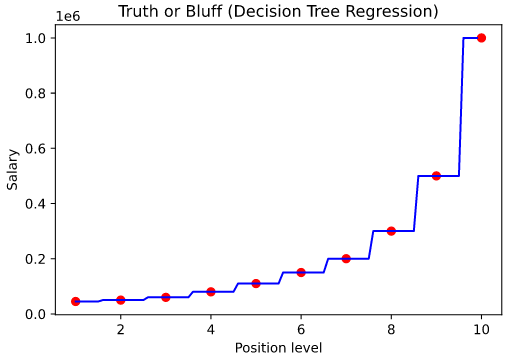 Truth or Bluff (Decision Tree Regression)
1e6
1.0
0.8
0.6
0.4
0.2
0.0
Salary
2 4 6 8 10
Position level